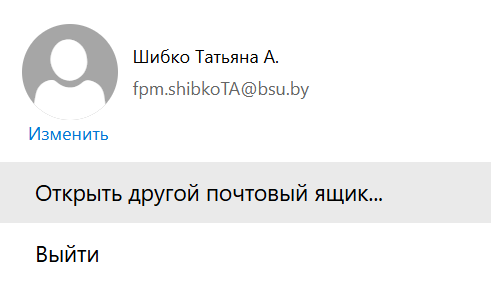 Шибко Татьяна А.
fpm.shibkoTA@bsu.by
Изменить
Открыть другой почтовый ящик...
Выйти